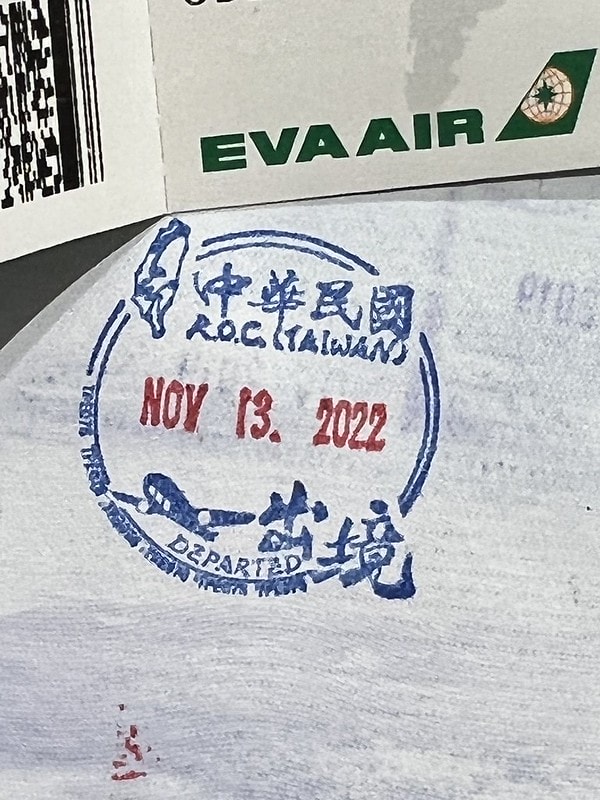 EVA AIR
中華民國
R.O.C. (TAIWAN)
NOV 13. 2022
出境
DEPARTED